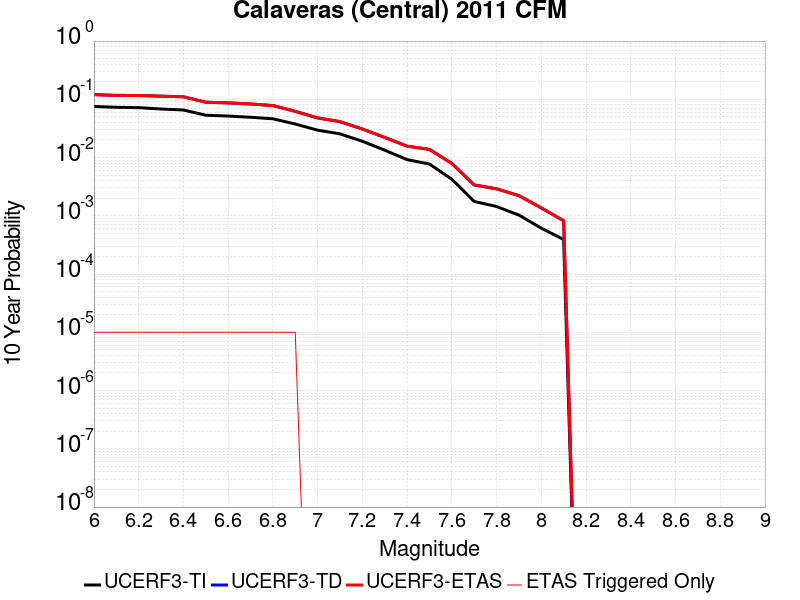 Calaveras (Central) 2011 CFM
10 Year Probability
10^0
10^-1
10^-2
10^-3
10^-4
10^-5
10^-6
10^-7
10^-8
6 6.2 6.4 6.6 6.8 7 7.2 7.4 7.6 7.8 8 8.2 8.4 8.6 8.8 9
Magnitude
UCERF3-TI UCERF3-TD UCERF3-ETAS ETAS Triggered Only